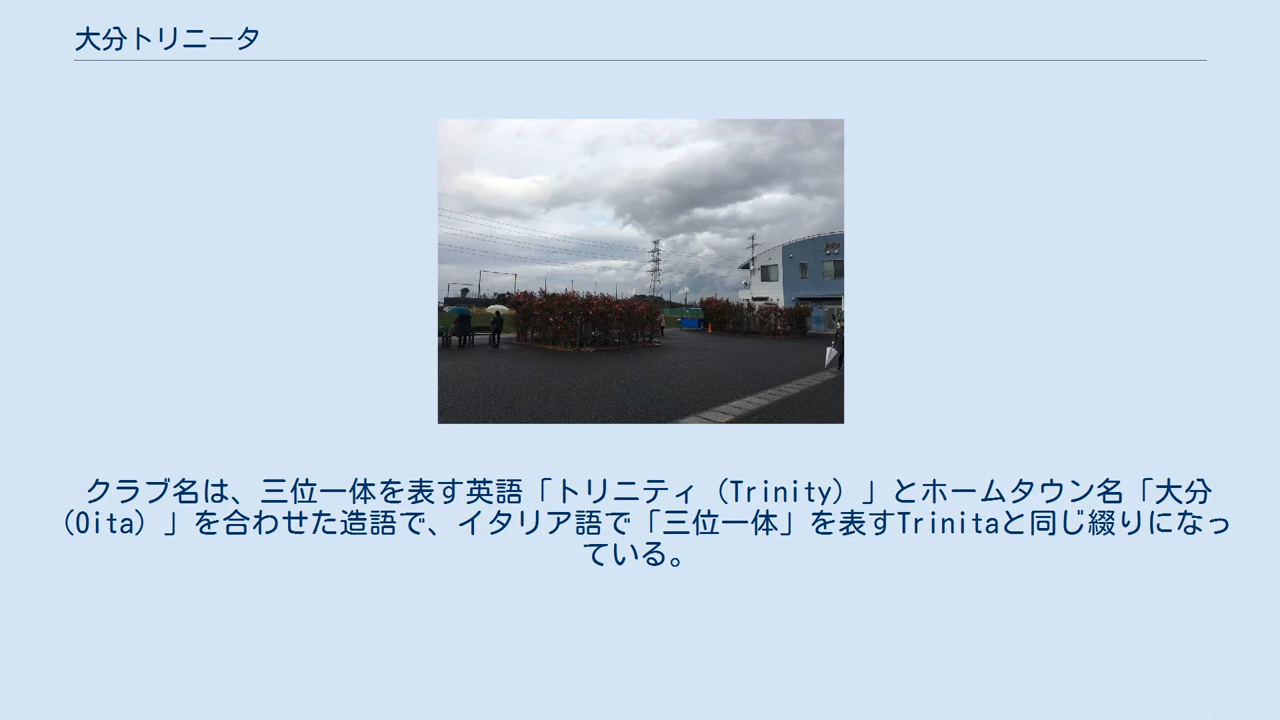 大分トリニータ
クラブ名は、三位一体を表す英語「トリニティ（Trinity）」とホームタウン名「大分
（Oita）」を合わせた造語で、イタリア語で「三位一体」を表すTrinitaと同じ綴りになっ
ている。